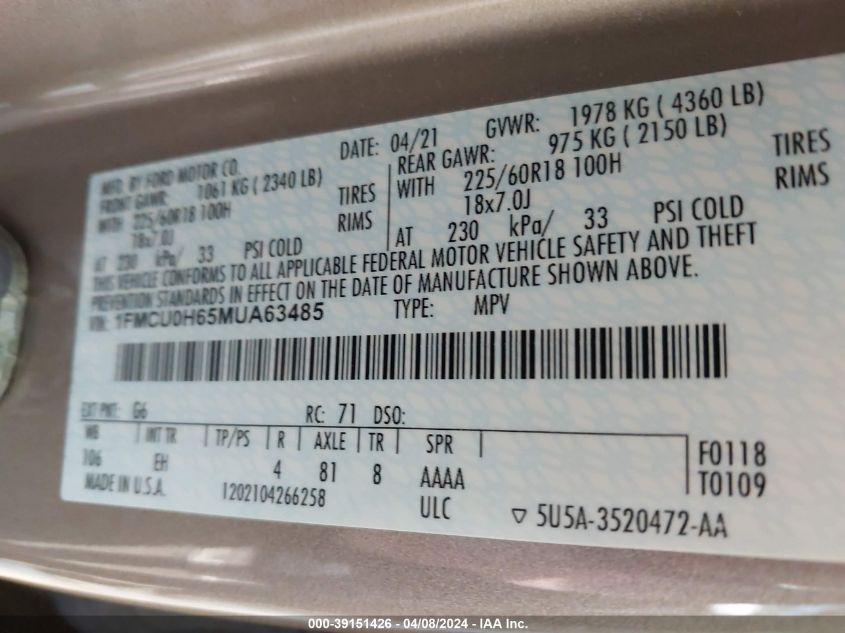 MFD. BY FORD MOTOR CO.
DATE: 04/21 GVWR: 1978 KG ( 4360 LB)
FRONT GAWR: 1061 KG ( 2340 LB)
WITH 225/60R18 100H TIRES
18x7.0J RIMS
AT 230 kPa/ 33 PSI COLD
REAR GAWR: 975 KG ( 2150 LB)
WITH 225/60R18 100H TIRES
18x7.0J RIMS
AT 230 kPa/ 33 PSI COLD
THIS VEHICLE CONFORMS TO ALL APPLICABLE FEDERAL MOTOR VEHICLE SAFETY AND THEFT
PREVENTION STANDARDS IN EFFECT ON THE DATE OF MANUFACTURE SHOWN ABOVE.
VIN: 1FMCU0H65MUA63485 TYPE: MPV
EXT PNT: G6 RC: 71 DSO:
WB INT TR TP/PS R AXLE TR SPR
106 EH 4 81 8 AAAA
F0118
T0109
MADE IN U.S.A. 1202104266258 ULC ▽ 5U5A-3520472-AA
000-39151426 - 04/08/2024 - IAA Inc.